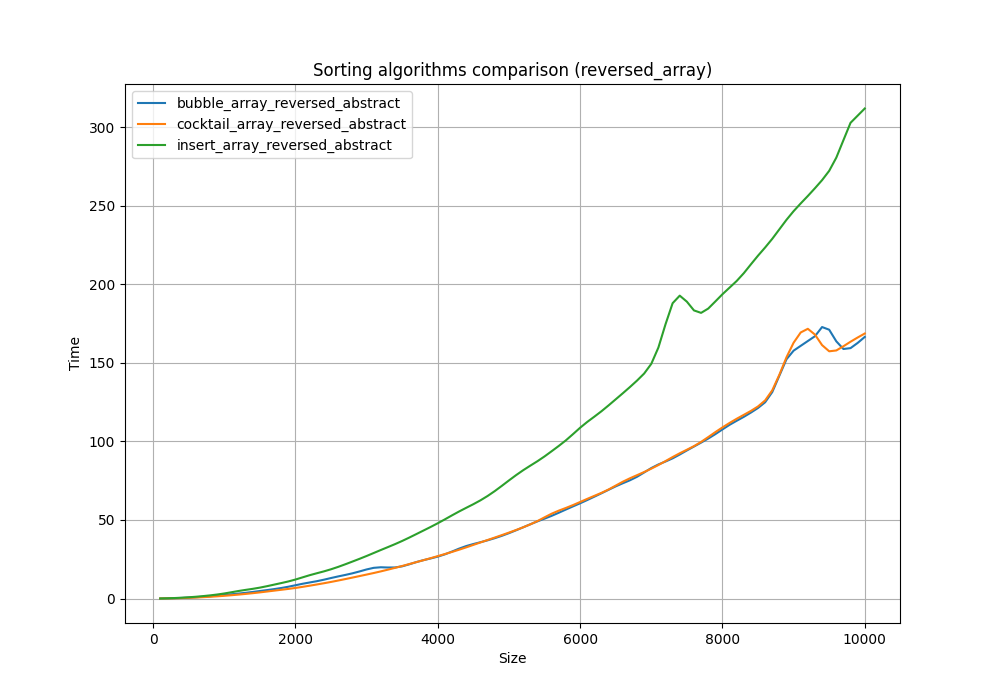 Sorting algorithms comparison (reversed_array)
bubble_array_reversed_abstract
cocktail_array_reversed_abstract
insert_array_reversed_abstract
300
250
200
150
100
50
0
Time
0 2000 4000 6000 8000 10000
Size